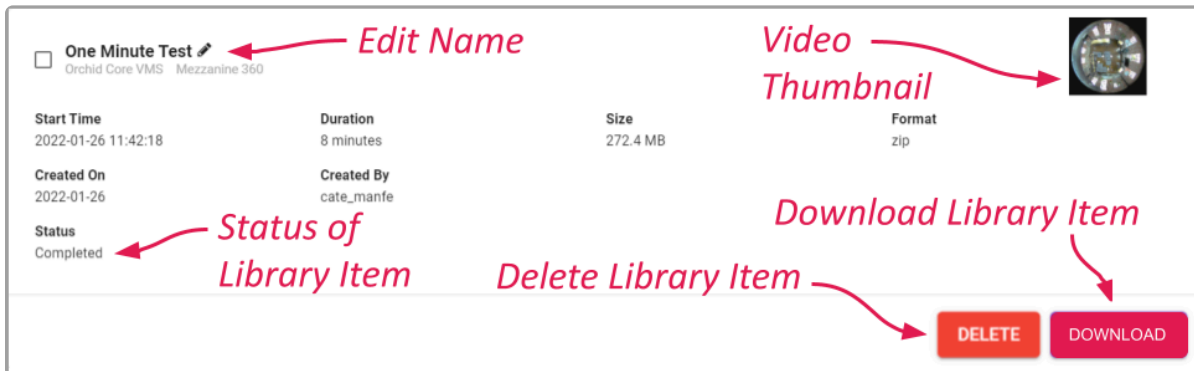 One Minute Test
Edit Name
Video
Thumbnail
Orchid Core VMS Mezzanine 360
Start Time
Duration
Size
Format
2022-01-26 11:42:18
8 minutes
272.4 MB
zip
Created On
Created By
2022-01-26
cate_manfe
Status
Completed
Status of
Library Item
Download Library Item
Delete Library Item
DELETE
DOWNLOAD